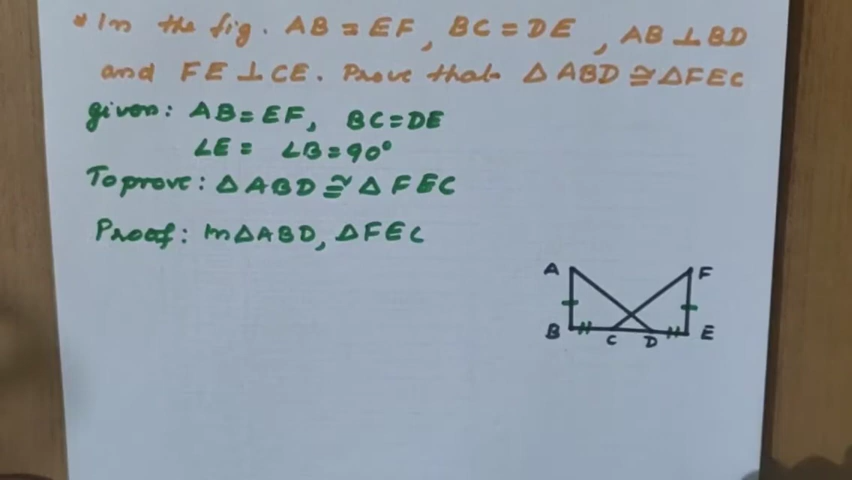 * In the fig. AB = EF, BC = DE, AB ⊥ BD
and FE ⊥ CE. Prove that △ ABD ≅ △FEC
given: AB = EF, BC = DE
∠E = ∠B = 90°
To prove: △ ABD ≅ △ FEC
Proof: In △ABD, △FEC
A F
B C D E